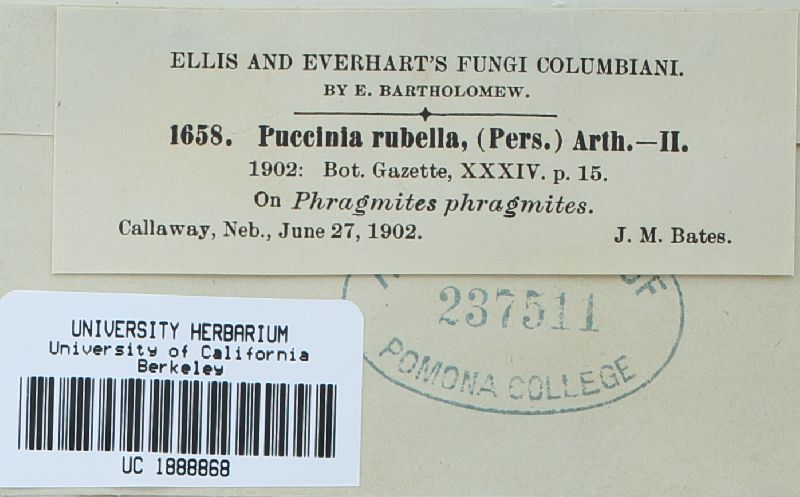 ELLIS AND EVERHART'S FUNGI COLUMBIANI.
BY E. BARTHOLOMEW.
1658. Puccinia rubella, (Pers.) Arth.—II.
1902: Bot. Gazette, XXXIV. p. 15.
On Phragmites phragmites.
Callaway, Neb., June 27, 1902. J. M. Bates.
OF
237511
POMONA COLLEGE
UNIVERSITY HERBARIUM
University of California
Berkeley
UC 1888868